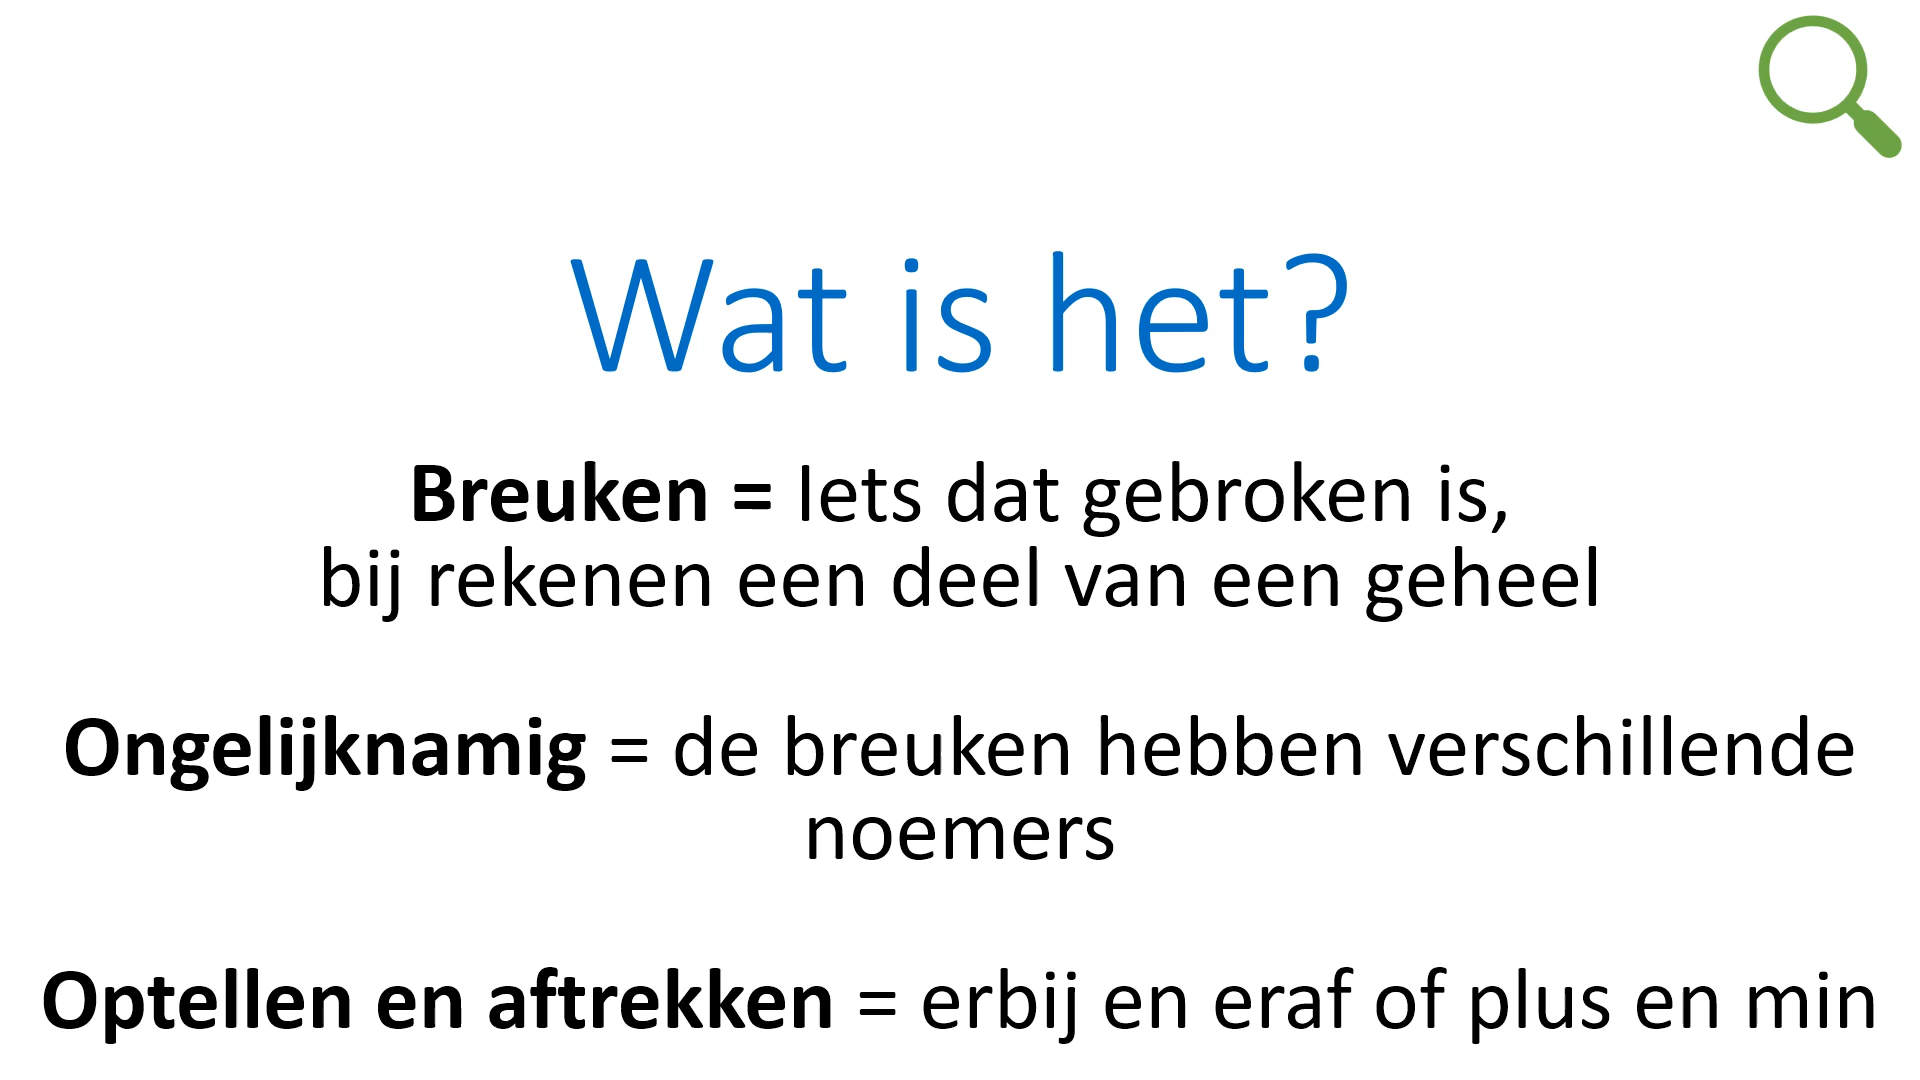 Wat is het?
Breuken = Iets dat gebroken is,
bij rekenen een deel van een geheel
Ongelijknamig = de breuken hebben verschillende
noemers
Optellen en aftrekken = erbij en eraf of plus en min